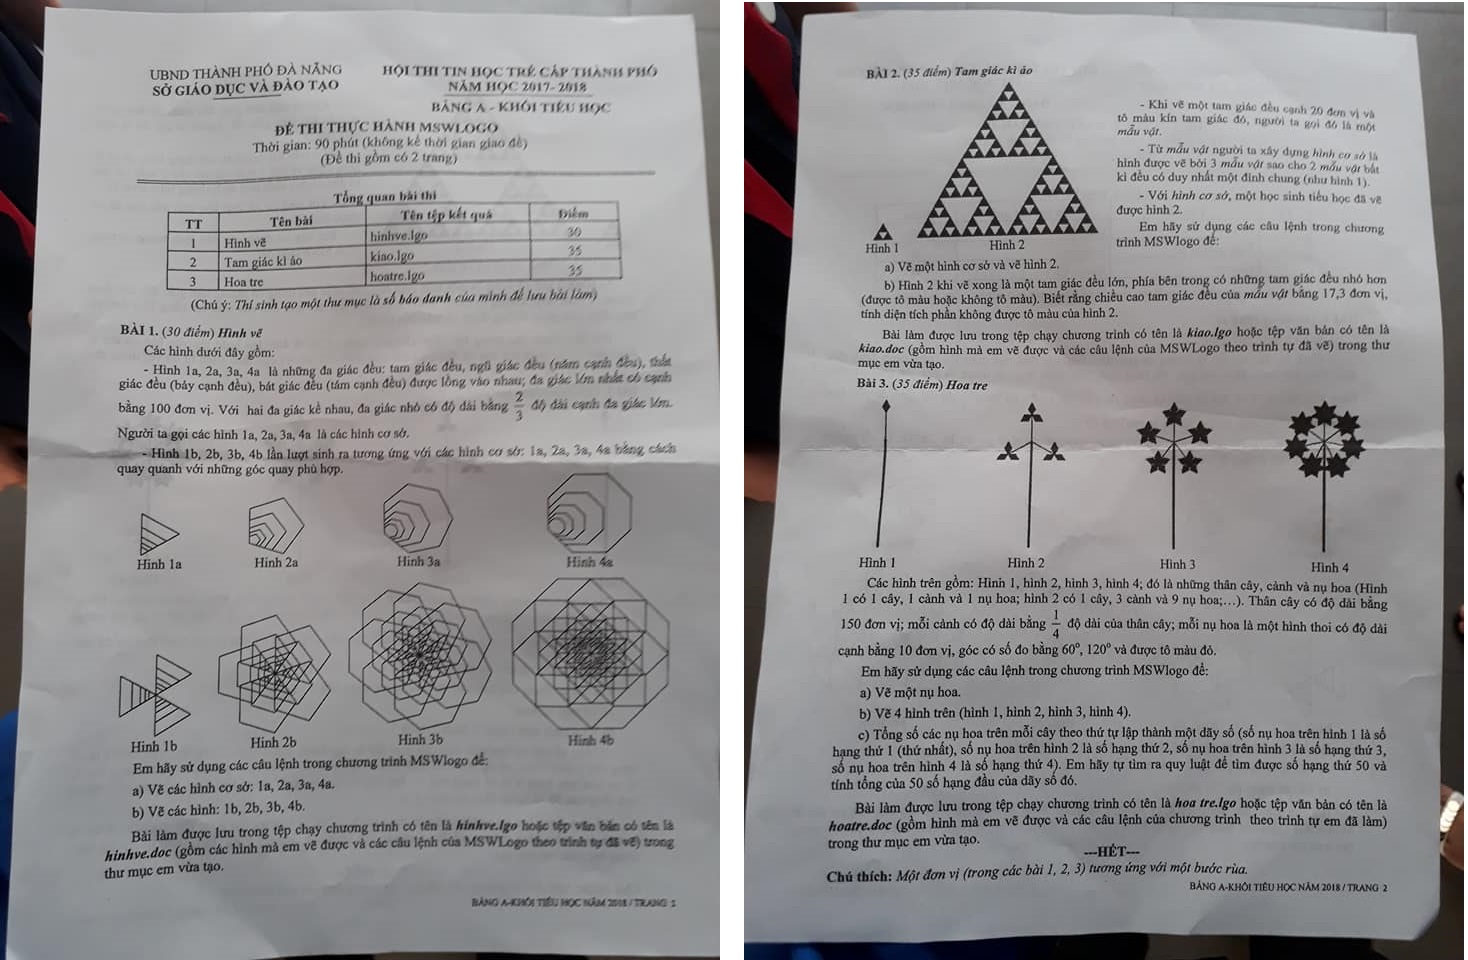 UBND THÀNH PHỐ ĐÀ NẴNG
SỞ GIÁO DỤC VÀ ĐÀO TẠO
HỘI THI TIN HỌC TRẺ CẤP THÀNH PHỐ
NĂM HỌC 2017- 2018
BẢNG A - KHỐI TIỂU HỌC
ĐỀ THI THỰC HÀNH MSWLOGO
Thời gian: 90 phút (không kể thời gian giao đề)
(Đề thi gồm có 2 trang)
Tổng quan bài thi
TT Tên bài Tên tệp kết quả Điểm
1 Hình vẽ hinhve.lgo 30
2 Tam giác kì ảo kiao.lgo 35
3 Hoa tre hoatre.lgo 35
(Chú ý: Thí sinh tạo một thư mục là số báo danh của mình để lưu bài làm)
BÀI 1. (30 điểm) Hình vẽ
Các hình dưới đây gồm:
- Hình 1a, 2a, 3a, 4a là những đa giác đều: tam giác đều, ngũ giác đều (năm cạnh đều), thất
giác đều (bảy cạnh đều), bát giác đều (tám cạnh đều) được lồng vào nhau; đa giác lớn nhất có cạnh
bằng 100 đơn vị. Với hai đa giác kề nhau, đa giác nhỏ có độ dài bằng 2/3 độ dài cạnh đa giác lớn.
Người ta gọi các hình 1a, 2a, 3a, 4a là các hình cơ sở.
- Hình 1b, 2b, 3b, 4b lần lượt sinh ra tương ứng với các hình cơ sở: 1a, 2a, 3a, 4a bằng cách
quay quanh với những góc quay phù hợp.
Hình 1a Hình 2a Hình 3a Hình 4a
Hình 1b Hình 2b Hình 3b Hình 4b
Em hãy sử dụng các câu lệnh trong chương trình MSWlogo để:
a) Vẽ các hình cơ sở: 1a, 2a, 3a, 4a.
b) Vẽ các hình: 1b, 2b, 3b, 4b.
Bài làm được lưu trong tệp chạy chương trình có tên là hinhve.lgo hoặc tệp văn bản có tên là
hinhve.doc (gồm các hình mà em vẽ được và các câu lệnh của MSWLogo theo trình tự đã vẽ) trong
thư mục em vừa tạo.
BẢNG A-KHỐI TIỂU HỌC NĂM 2018 / TRANG 1
BÀI 2. (35 điểm) Tam giác kì ảo
- Khi vẽ một tam giác đều cạnh 20 đơn vị và
tô màu kín tam giác đó, người ta gọi đó là một
mẫu vật.
- Từ mẫu vật người ta xây dựng hình cơ sở là
hình được vẽ bởi 3 mẫu vật sao cho 2 mẫu vật bất
kì đều có duy nhất một đỉnh chung (như hình 1).
- Với hình cơ sở, một học sinh tiểu học đã vẽ
được hình 2.
Em hãy sử dụng các câu lệnh trong chương
trình MSWlogo để:
Hình 1 Hình 2
a) Vẽ một hình cơ sở và vẽ hình 2.
b) Hình 2 khi vẽ xong là một tam giác đều lớn, phía bên trong có những tam giác đều nhỏ hơn
(được tô màu hoặc không tô màu). Biết rằng chiều cao tam giác đều của mẫu vật bằng 17,3 đơn vị,
tính diện tích phần không được tô màu của hình 2.
Bài làm được lưu trong tệp chạy chương trình có tên là kiao.lgo hoặc tệp văn bản có tên là
kiao.doc (gồm hình mà em vẽ được và các câu lệnh của MSWLogo theo trình tự đã vẽ) trong thư
mục em vừa tạo.
Bài 3. (35 điểm) Hoa tre
Hình 1 Hình 2 Hình 3 Hình 4
Các hình trên gồm: Hình 1, hình 2, hình 3, hình 4; đó là những thân cây, cành và nụ hoa (Hình
1 có 1 cây, 1 cành và 1 nụ hoa; hình 2 có 1 cây, 3 cành và 9 nụ hoa;…). Thân cây có độ dài bằng
150 đơn vị; mỗi cành có độ dài bằng 1/4 độ dài của thân cây; mỗi nụ hoa là một hình thoi có độ dài
cạnh bằng 10 đơn vị, góc có số đo bằng 60⁰, 120⁰ và được tô màu đỏ.
Em hãy sử dụng các câu lệnh trong chương trình MSWlogo để:
a) Vẽ một nụ hoa.
b) Vẽ 4 hình trên (hình 1, hình 2, hình 3, hình 4).
c) Tổng số các nụ hoa trên mỗi cây theo thứ tự lập thành một dãy số (số nụ hoa trên hình 1 là số
hạng thứ 1 (thứ nhất), số nụ hoa trên hình 2 là số hạng thứ 2, số nụ hoa trên hình 3 là số hạng thứ 3,
số nụ hoa trên hình 4 là số hạng thứ 4). Em hãy tự tìm ra quy luật để tìm được số hạng thứ 50 và
tính tổng của 50 số hạng đầu của dãy số đó.
Bài làm được lưu trong tệp chạy chương trình có tên là hoa tre.lgo hoặc tệp văn bản có tên là
hoatre.doc (gồm hình mà em vẽ được và các câu lệnh của chương trình theo trình tự em đã làm)
trong thư mục em vừa tạo.
---HẾT---
Chú thích: Một đơn vị (trong các bài 1, 2, 3) tương ứng với một bước rùa.
BẢNG A-KHỐI TIỂU HỌC NĂM 2018 / TRANG 2